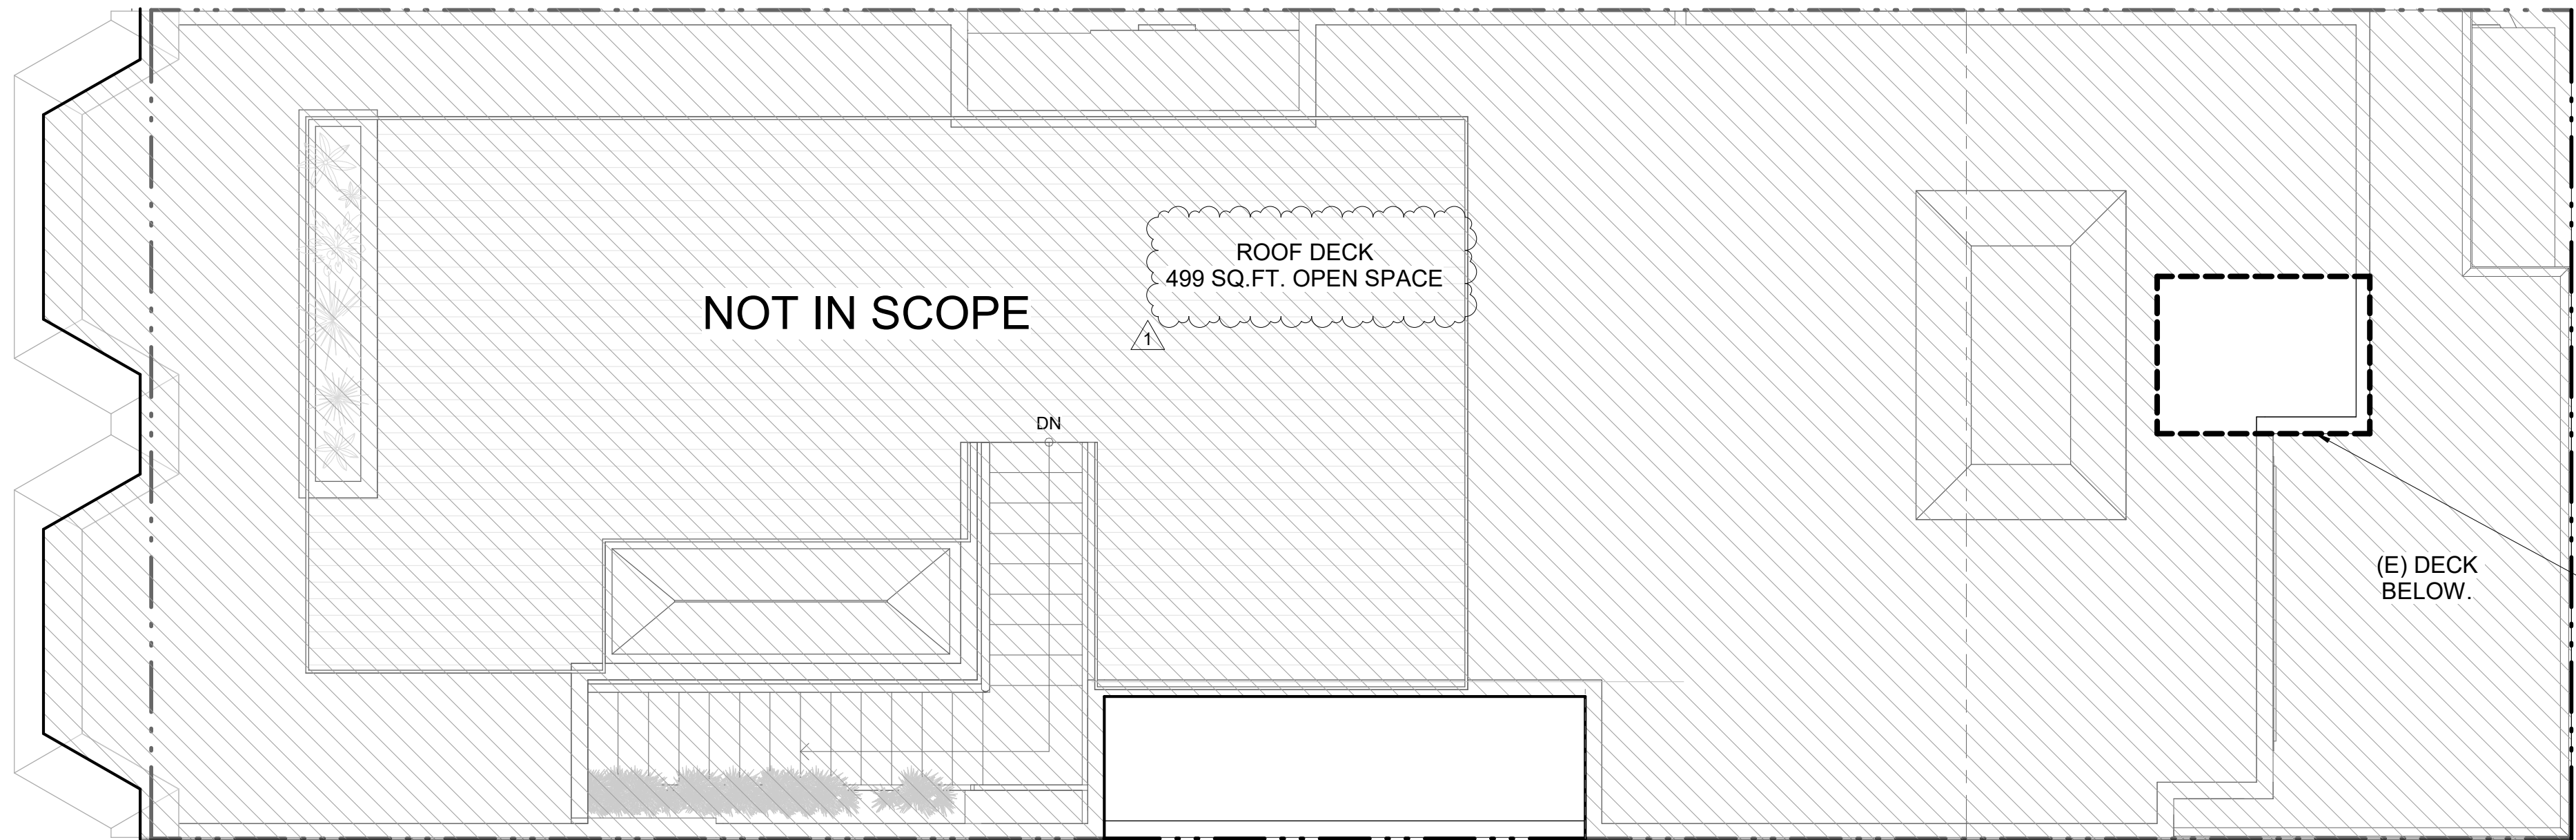 ROOF DECK
499 SQ.FT. OPEN SPACE
NOT IN SCOPE
1
DN
(E) DECK
BELOW.